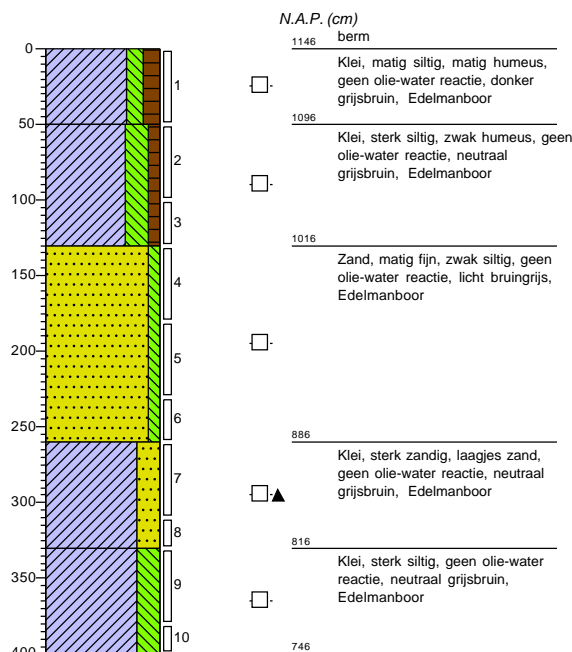 N.A.P. (cm)
1146 berm
Klei, matig siltig, matig humeus,
geen olie-water reactie, donker
grijsbruin, Edelmanboor
1096
Klei, sterk siltig, zwak humeus, geen
olie-water reactie, neutraal
grijsbruin, Edelmanboor
1016
Zand, matig fijn, zwak siltig, geen
olie-water reactie, licht bruingrijs,
Edelmanboor
886
Klei, sterk zandig, laagjes zand,
geen olie-water reactie, neutraal
grijsbruin, Edelmanboor
816
Klei, sterk siltig, geen olie-water
reactie, neutraal grijsbruin,
Edelmanboor
746
0
50
100
150
200
250
300
350
400
1
2
3
4
5
6
7
8
9
10